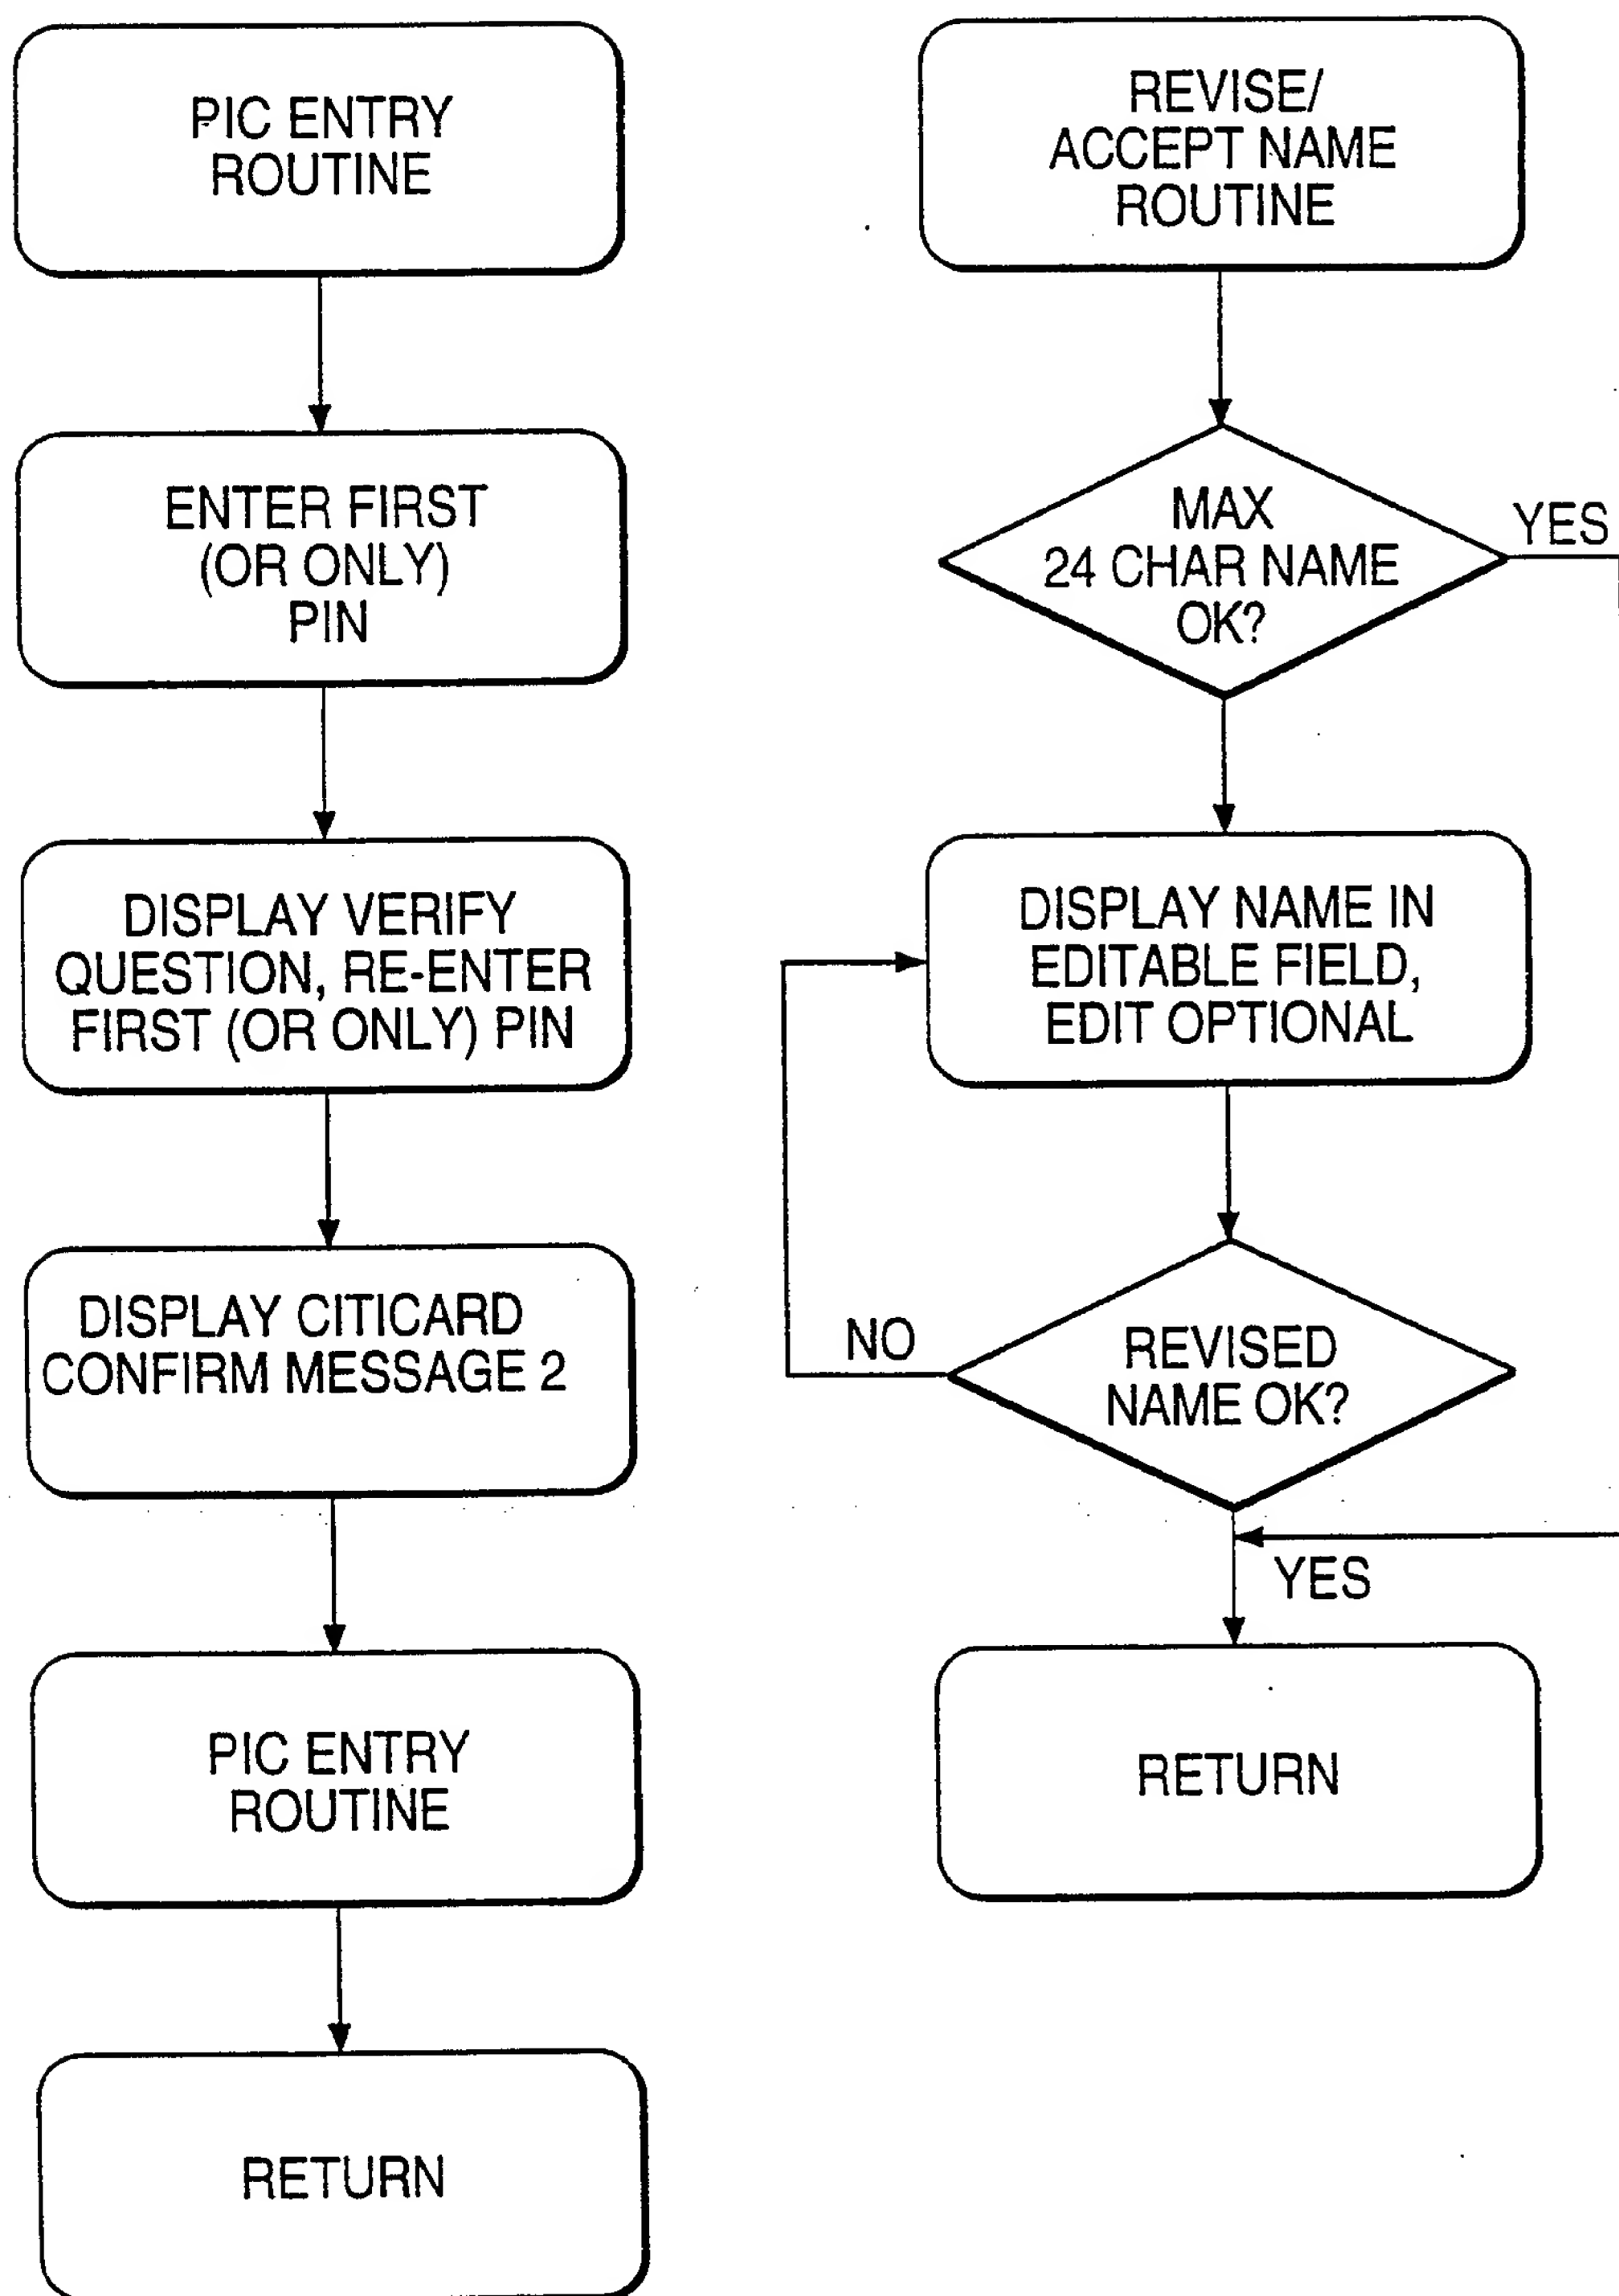 PIC ENTRY
ROUTINE
ENTER FIRST
(OR ONLY)
PIN
DISPLAY VERIFY
QUESTION, RE-ENTER
FIRST (OR ONLY) PIN
DISPLAY CITICARD
CONFIRM MESSAGE 2
PIC ENTRY
ROUTINE
RETURN
REVISE/
ACCEPT NAME
ROUTINE
MAX
24 CHAR NAME
OK?
YES
DISPLAY NAME IN
EDITABLE FIELD,
EDIT OPTIONAL
NO
REVISED
NAME OK?
YES
RETURN